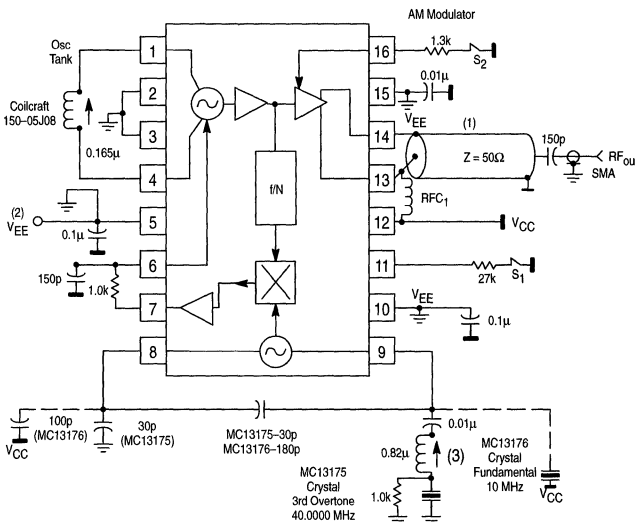 AM Modulator
Osc
Tank
Coilcraft
150–05J08
0.165µ
1
2
3
4
5
6
7
8
16
15
14
13
12
11
10
9
1.3k
S2
0.01µ
VEE
(1)
Z = 50Ω
150p
RFou
SMA
RFC1
VCC
27k
S1
VEE
0.1µ
(2)
VEE
0.1µ
150p
1.0k
f/N
100p
(MC13176)
VCC
30p
(MC13175)
MC13175–30p
MC13176–180p
0.01µ
0.82µ
(3)
1.0k
MC13175
Crystal
3rd Overtone
40.0000 MHz
MC13176
Crystal
Fundamental
10 MHz
VCC